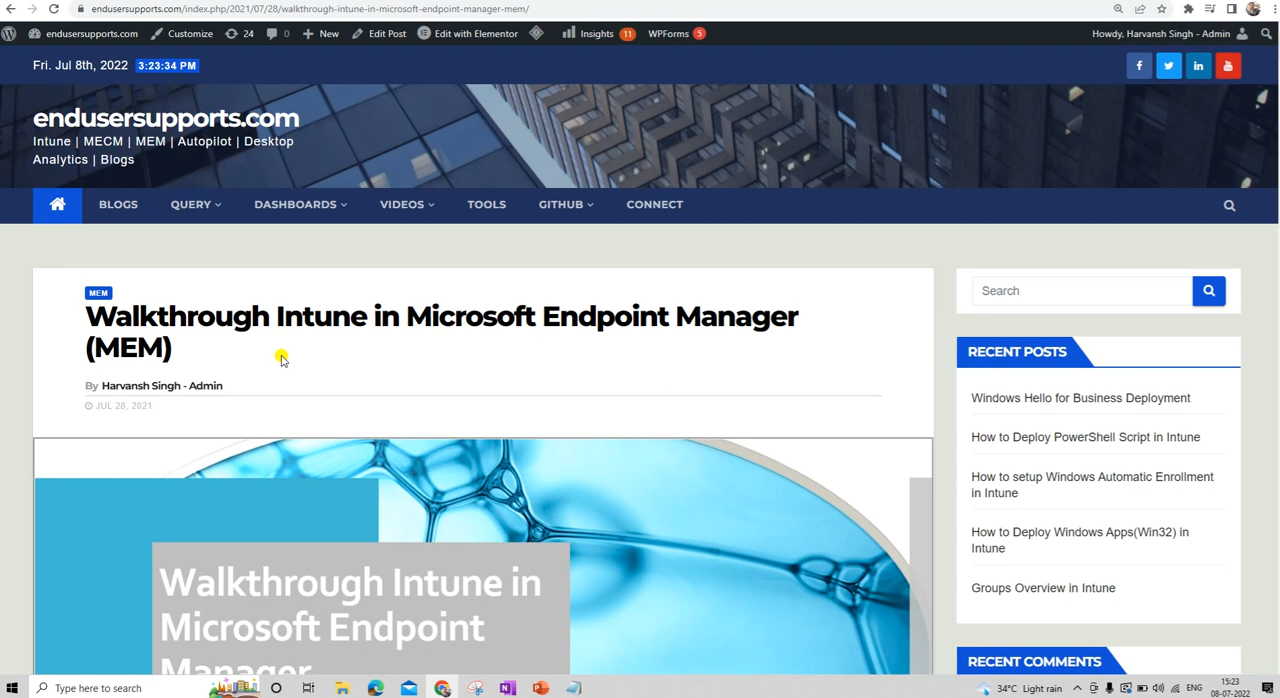 endusersupports.com/index.php/2021/07/28/walkthrough-intune-in-microsoft-endpoint-manager-mem/
endusersupports.com Customize 24 0 New Edit Post Edit with Elementor Insights 11 WPForms 5 Howdy, Harvansh Singh - Admin
Fri. Jul 8th, 2022 3:23:34 PM
endusersupports.com
Intune | MECM | MEM | Autopilot | Desktop
Analytics | Blogs
BLOGS QUERY DASHBOARDS VIDEOS TOOLS GITHUB CONNECT
MEM
Walkthrough Intune in Microsoft Endpoint Manager
(MEM)
By Harvansh Singh - Admin
JUL 28, 2021
Walkthrough Intune in
Microsoft Endpoint
Manager
Search
RECENT POSTS
Windows Hello for Business Deployment
How to Deploy PowerShell Script in Intune
How to setup Windows Automatic Enrollment
in Intune
How to Deploy Windows Apps(Win32) in
Intune
Groups Overview in Intune
RECENT COMMENTS
Type here to search
34°C Light rain
ENG
15:23
08-07-2022